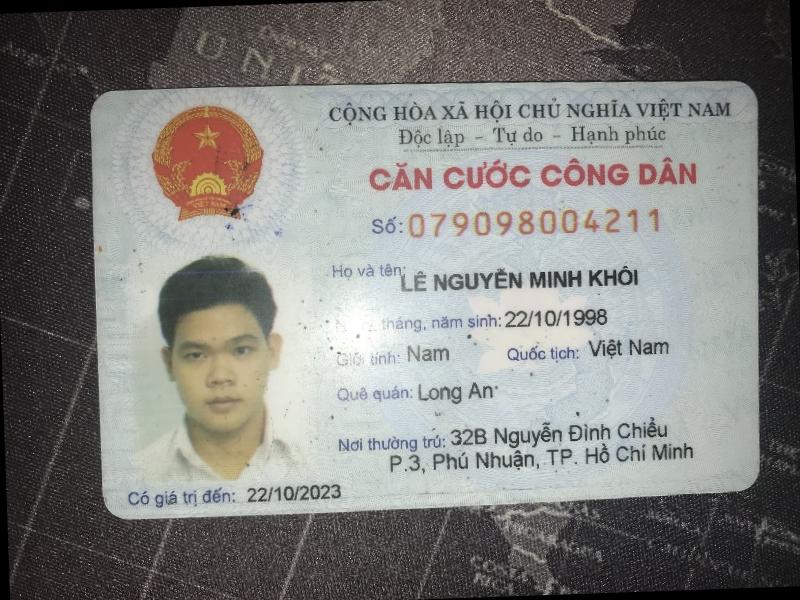 CỘNG HÒA XÃ HỘI CHỦ NGHĨA VIỆT NAM
Độc lập - Tự do - Hạnh phúc
CĂN CƯỚC CÔNG DÂN
Số: 079098004211
Họ và tên: LÊ NGUYỄN MINH KHÔI
tháng, năm sinh: 22/10/1998
Giới tính: Nam Quốc tịch: Việt Nam
Quê quán: Long An
Nơi thường trú: 32B Nguyễn Đình Chiểu
P.3, Phú Nhuận, TP. Hồ Chí Minh
Có giá trị đến: 22/10/2023